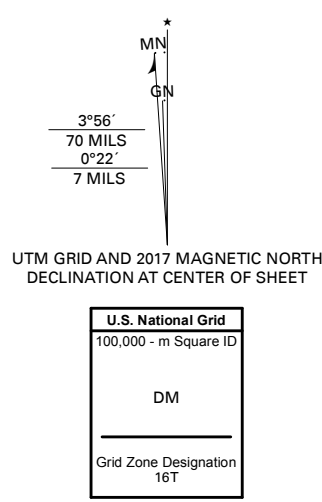 MN
GN
3°56´
70 MILS
0°22´
7 MILS
UTM GRID AND 2017 MAGNETIC NORTH
DECLINATION AT CENTER OF SHEET
U.S. National Grid
100,000 - m Square ID
DM
Grid Zone Designation
16T